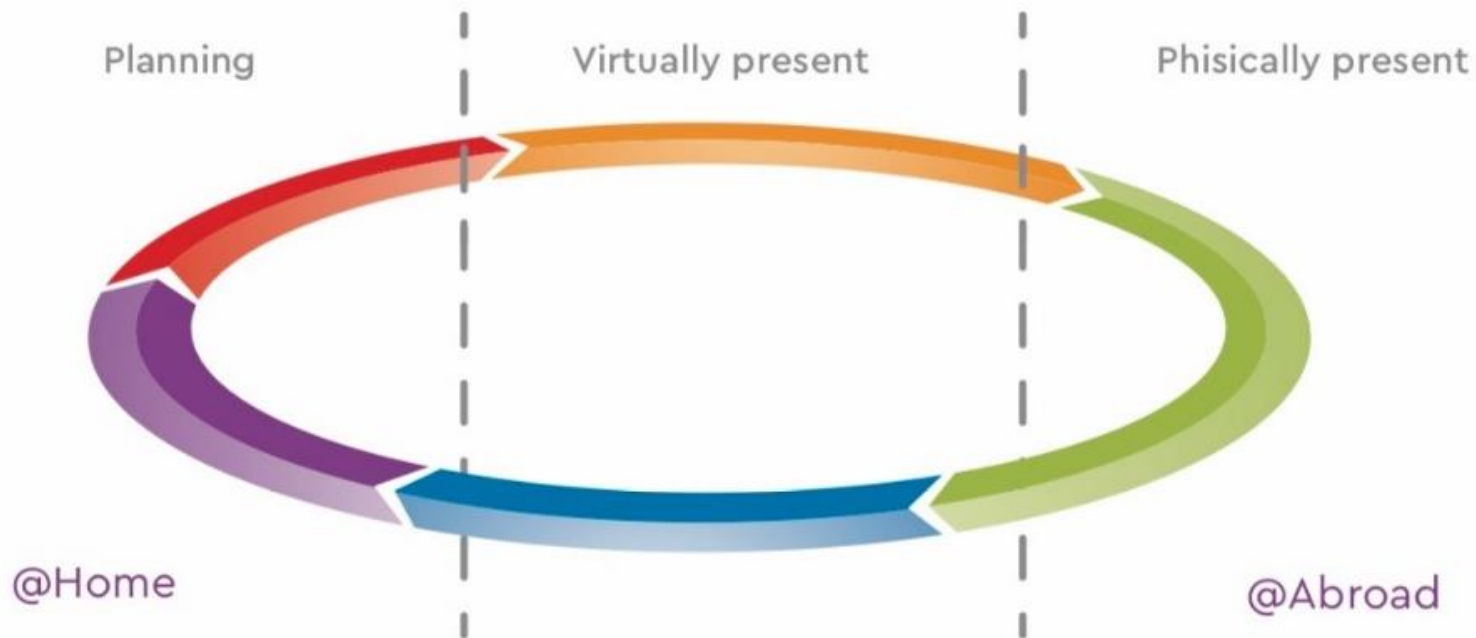 Planning
Virtually present
Phisically present
@Home
@Abroad